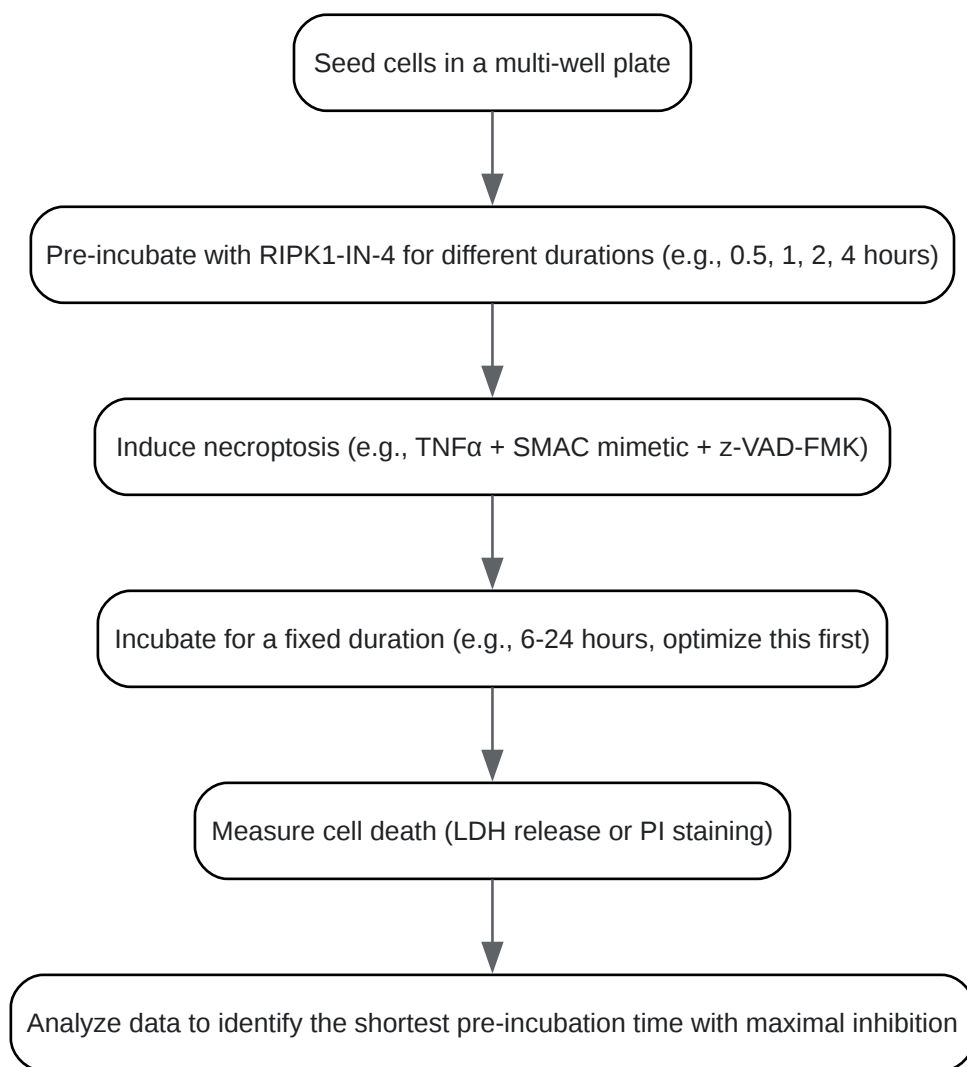 Seed cells in a multi-well plate
Pre-incubate with RIPK1-IN-4 for different durations (e.g., 0.5, 1, 2, 4 hours)
Induce necroptosis (e.g., TNFα + SMAC mimetic + z-VAD-FMK)
Incubate for a fixed duration (e.g., 6-24 hours, optimize this first)
Measure cell death (LDH release or PI staining)
Analyze data to identify the shortest pre-incubation time with maximal inhibition